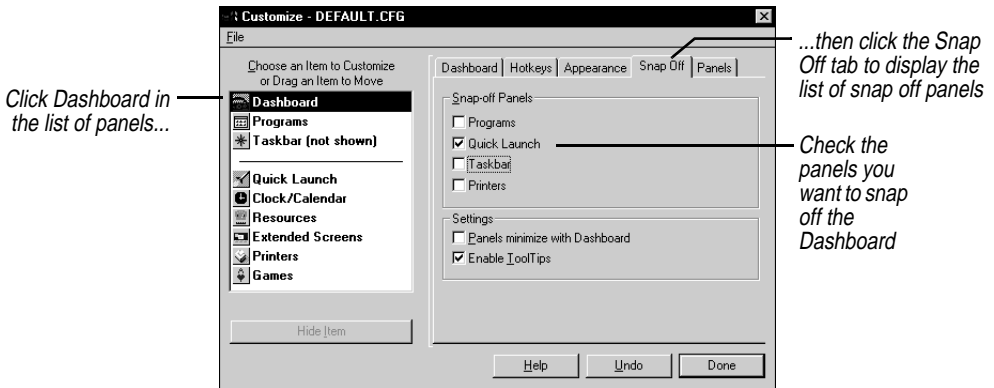 Customize - DEFAULT.CFG
File
Choose an Item to Customize
or Drag an Item to Move
Dashboard
Programs
Taskbar (not shown)
Quick Launch
Clock/Calendar
Resources
Extended Screens
Printers
Games
Hide Item
Dashboard
Hotkeys
Appearance
Snap Off
Panels
Snap-off Panels
Programs
Quick Launch
Taskbar
Printers
Settings
Panels minimize with Dashboard
Enable ToolTips
Help
Undo
Done
Click Dashboard in
the list of panels...
...then click the Snap
Off tab to display the
list of snap off panels
Check the
panels you
want to snap
off the
Dashboard